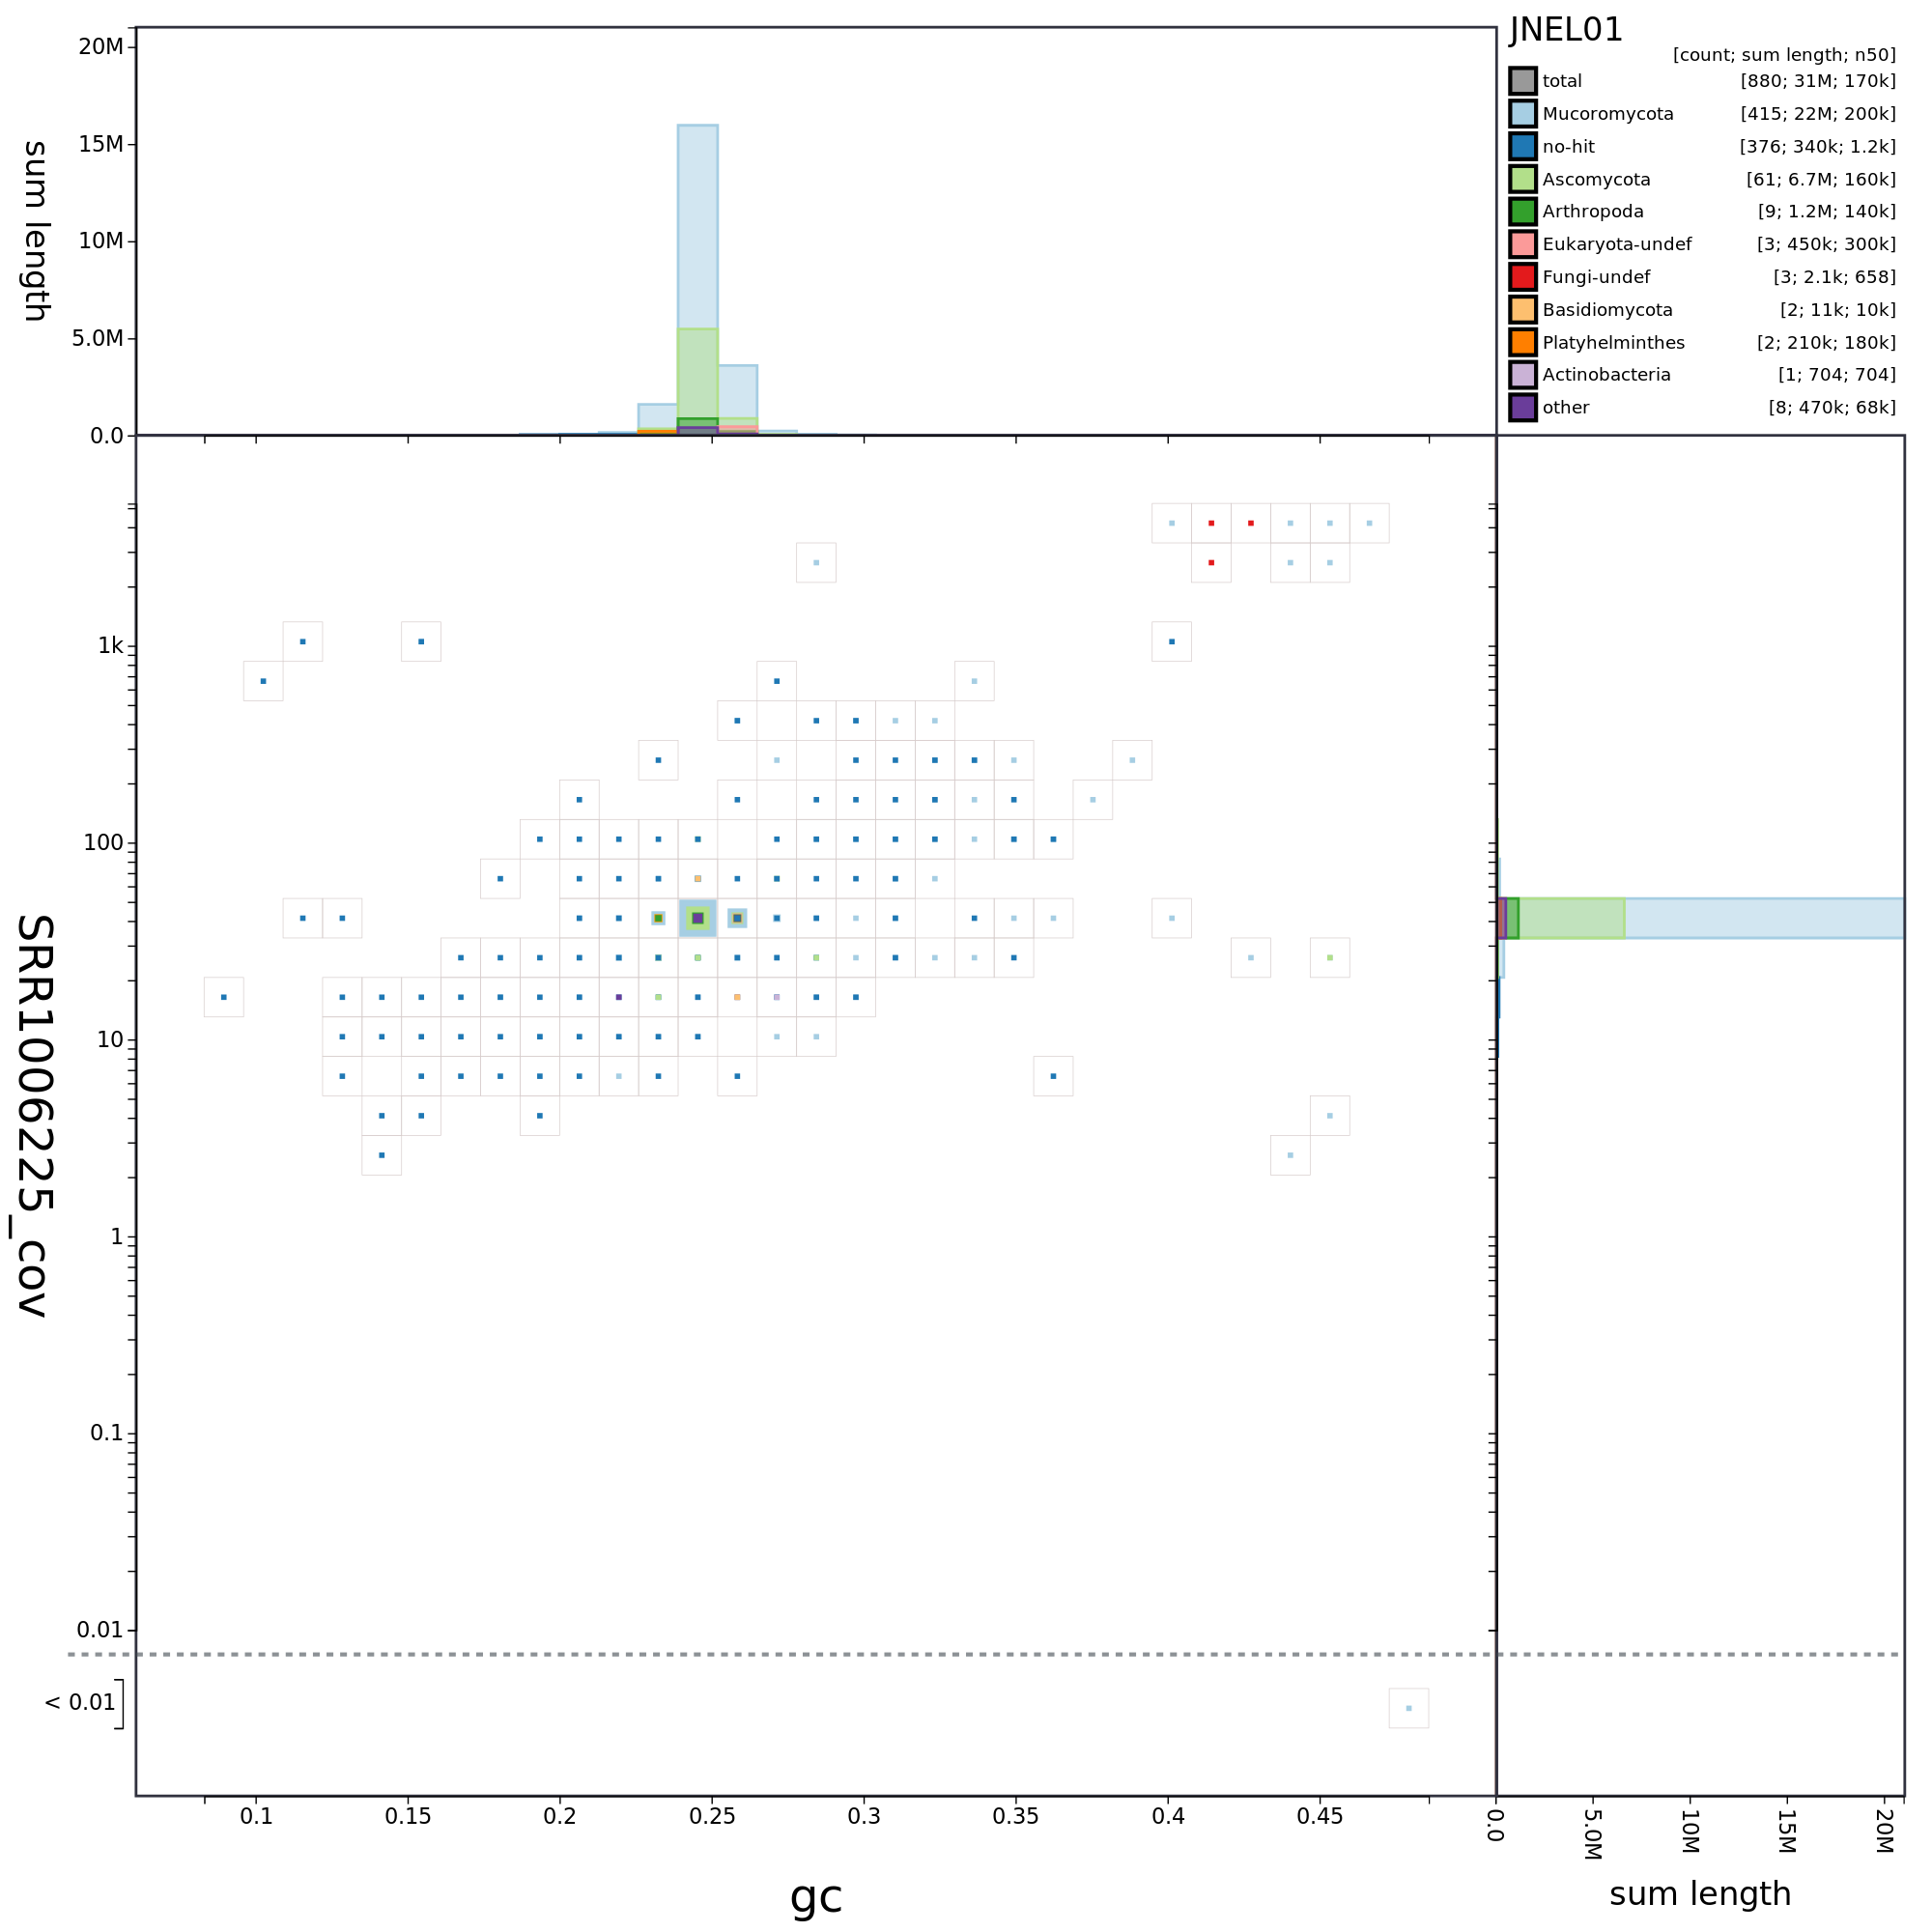 JNEL01
[count; sum length; n50]
total [880; 31M; 170k]
Mucoromycota [415; 22M; 200k]
no-hit [376; 340k; 1.2k]
Ascomycota [61; 6.7M; 160k]
Arthropoda [9; 1.2M; 140k]
Eukaryota-undef [3; 450k; 300k]
Fungi-undef [3; 2.1k; 658]
Basidiomycota [2; 11k; 10k]
Platyhelminthes [2; 210k; 180k]
Actinobacteria [1; 704; 704]
other [8; 470k; 68k]
sum length
20M
15M
10M
5.0M
0.0
SRR1006225_cov
1k
100
10
1
0.1
0.01
< 0.01
0.1 0.15 0.2 0.25 0.3 0.35 0.4 0.45
gc
0.0 5.0M 10M 15M 20M
sum length